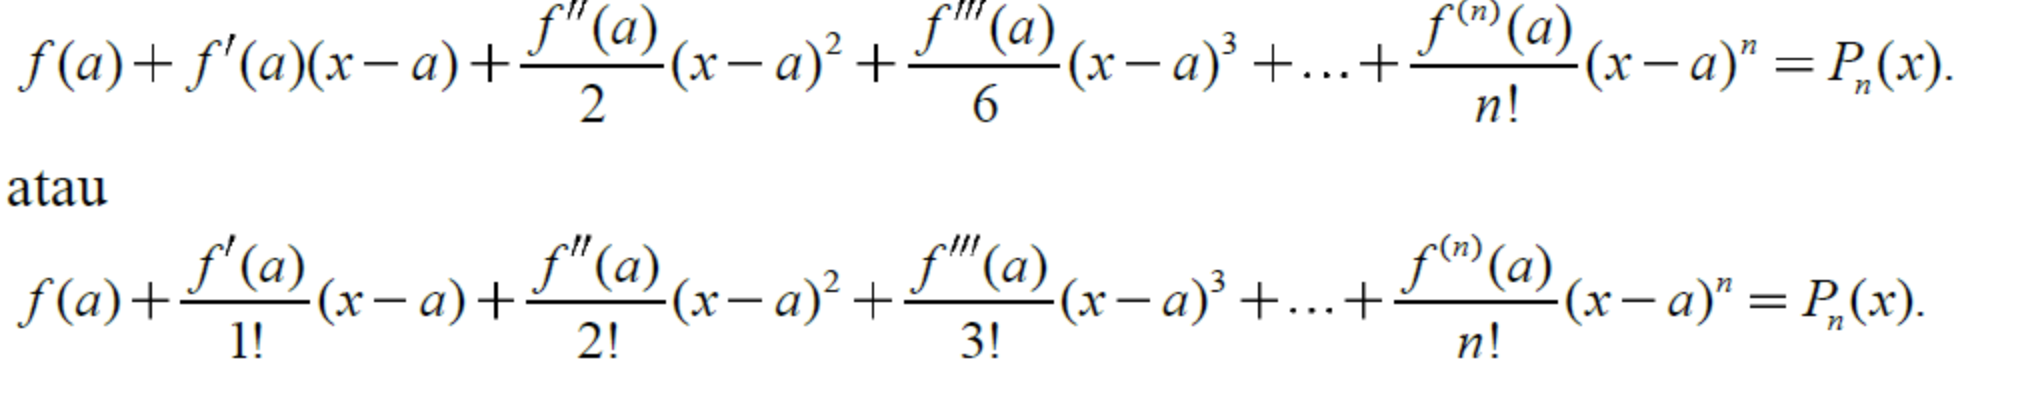 f(a) + f′(a)(x − a) + f″(a)/2 (x − a)² + f‴(a)/6 (x − a)³ + ... + f⁽ⁿ⁾(a)/n! (x − a)ⁿ = Pₙ(x).
atau
f(a) + f′(a)/1! (x − a) + f″(a)/2! (x − a)² + f‴(a)/3! (x − a)³ + ... + f⁽ⁿ⁾(a)/n! (x − a)ⁿ = Pₙ(x).